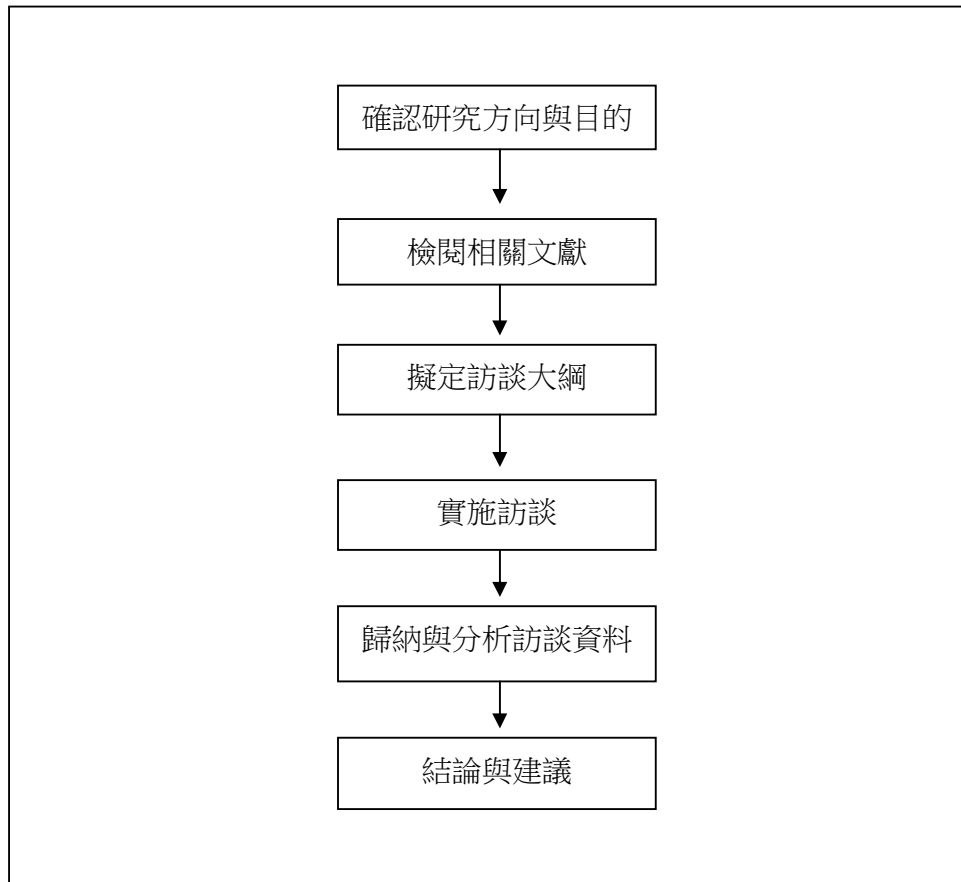 確認研究方向與目的
檢閱相關文獻
擬定訪談大綱
實施訪談
歸納與分析訪談資料
結論與建議